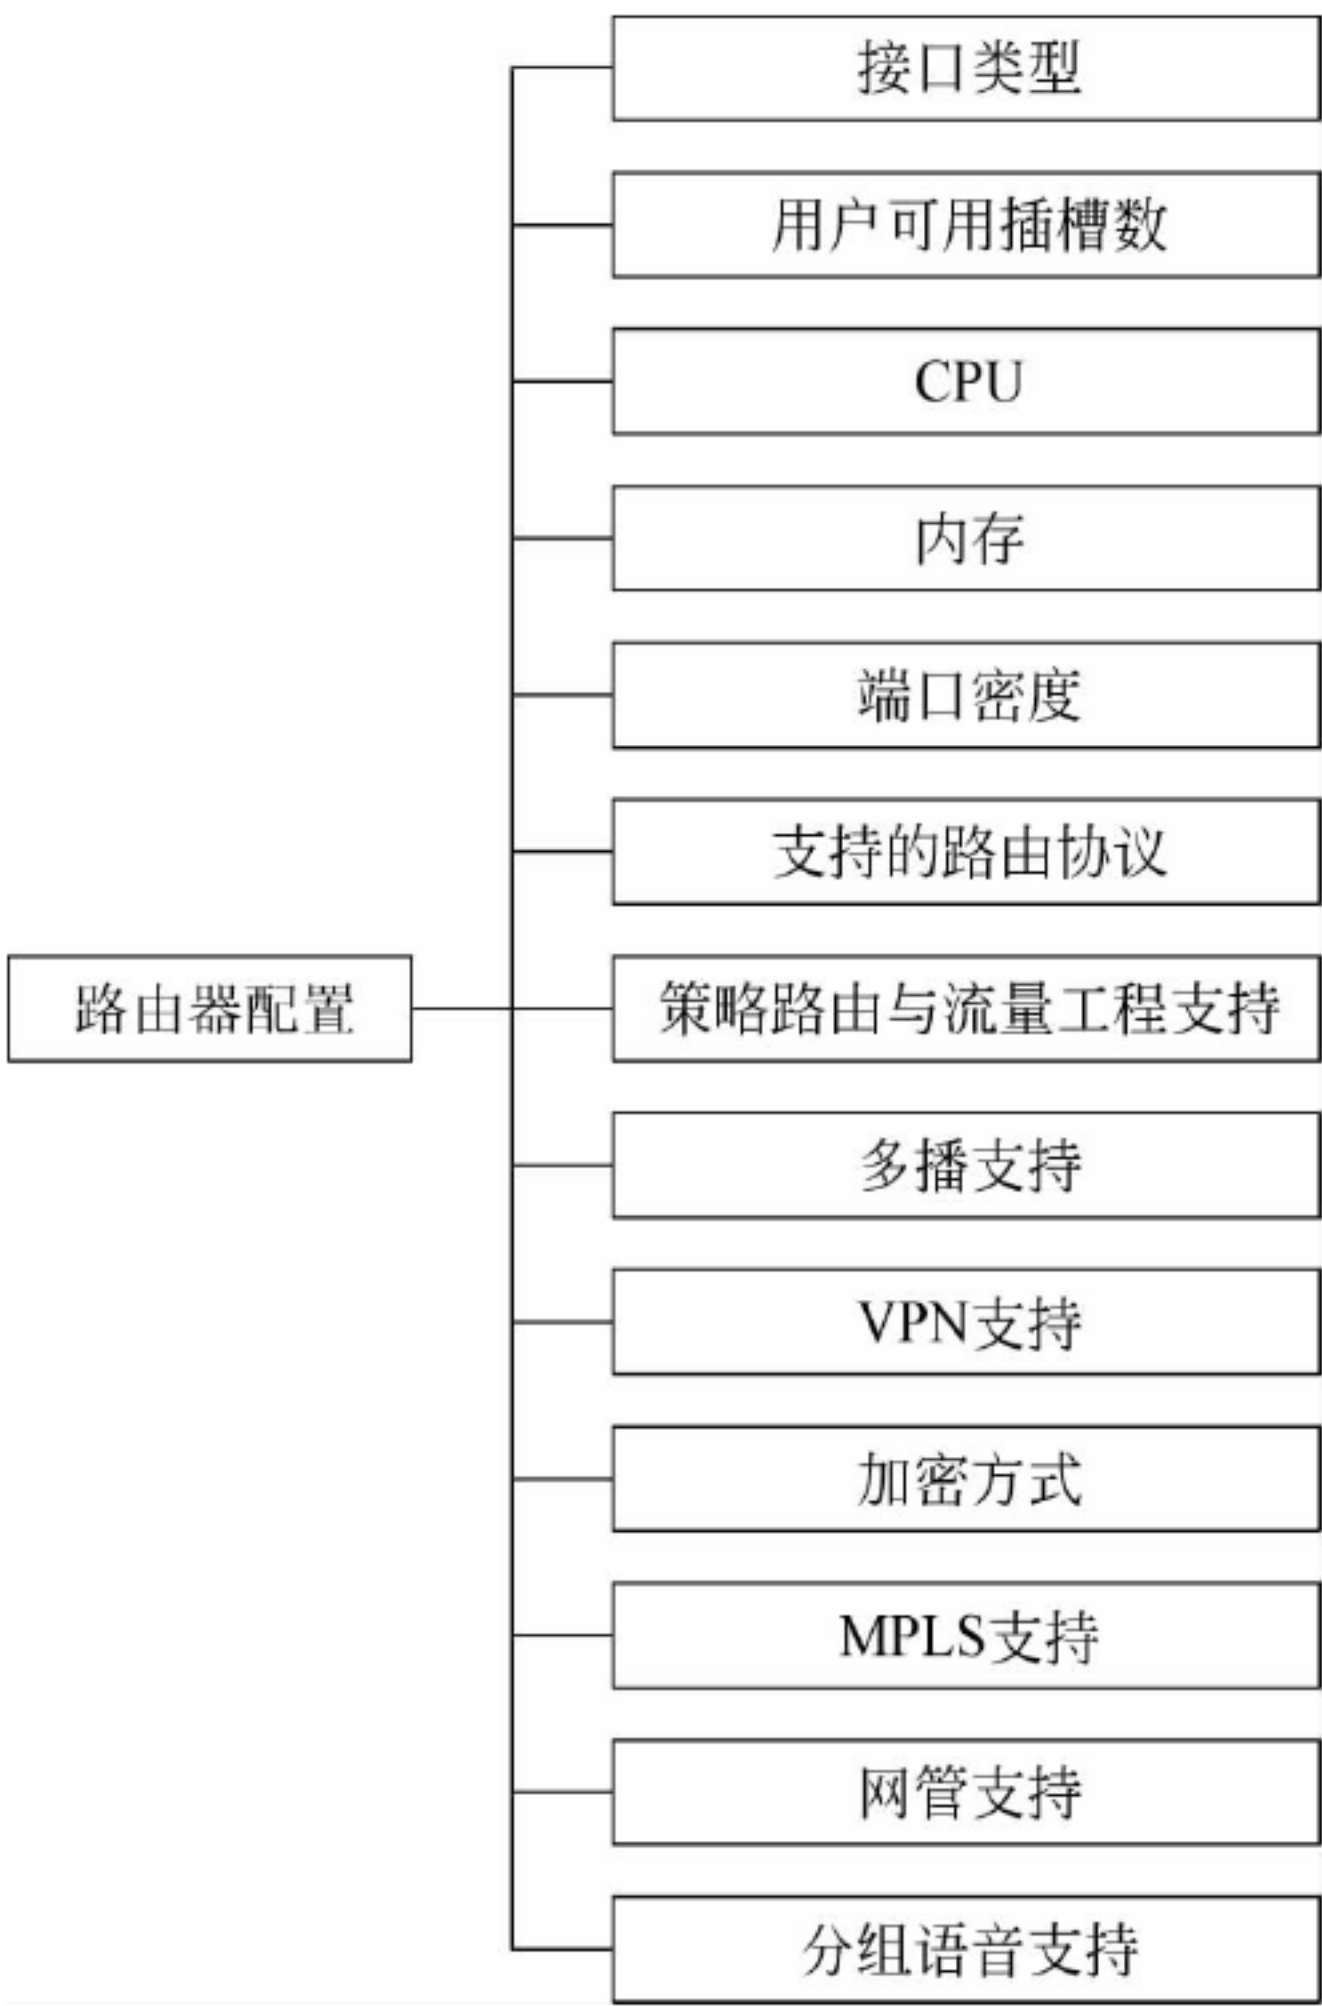 接口类型
用户可用插槽数
CPU
内存
端口密度
支持的路由协议
路由器配置
策略路由与流量工程支持
多播支持
VPN支持
加密方式
MPLS支持
网管支持
分组语音支持